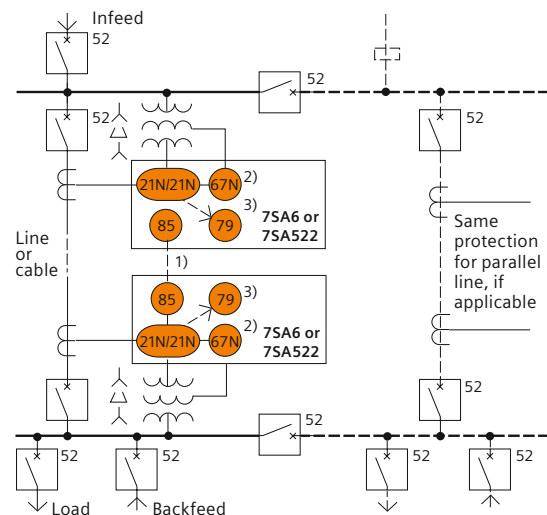 Infeed
52
52
52
52
21N/21N
67N
2)
3)
85
79
7SA6 or
7SA522
Line
or
cable
1)
Same
protection
for parallel
line, if
applicable
85
79
3)
2)
21N/21N
67N
7SA6 or
7SA522
52
52
52
52
52
52
52
Load
Backfeed